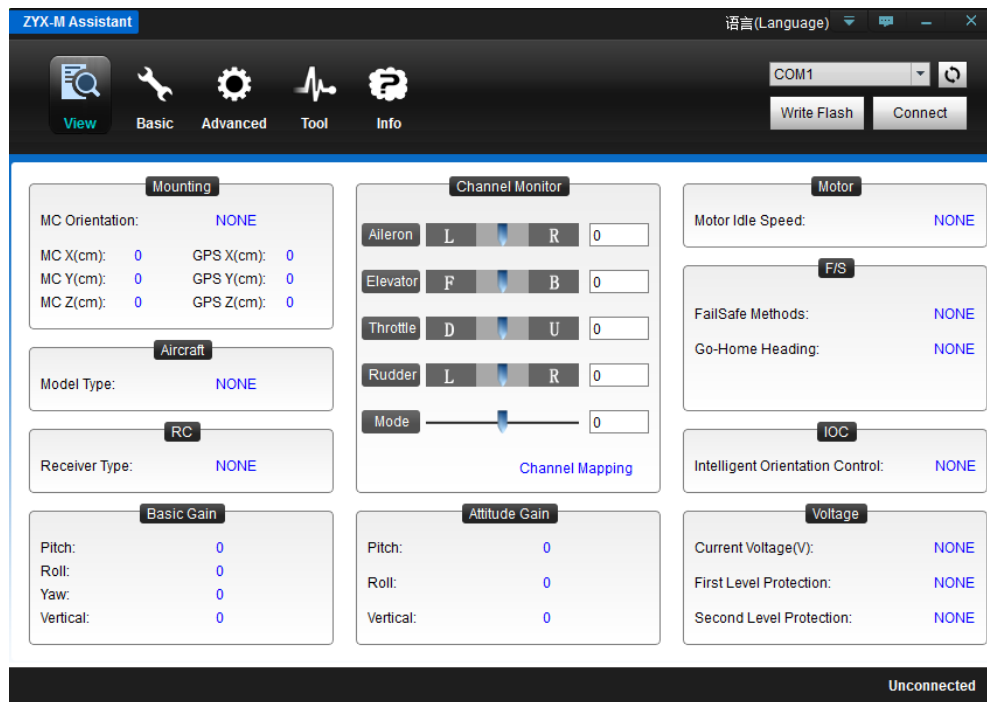 ZYX-M Assistant 语言(Language)
View Basic Advanced Tool Info
COM1
Write Flash Connect
Mounting
MC Orientation: NONE
MC X(cm): 0 GPS X(cm): 0
MC Y(cm): 0 GPS Y(cm): 0
MC Z(cm): 0 GPS Z(cm): 0
Aircraft
Model Type: NONE
RC
Receiver Type: NONE
Basic Gain
Pitch: 0
Roll: 0
Yaw: 0
Vertical: 0
Channel Monitor
Aileron L R 0
Elevator F B 0
Throttle D U 0
Rudder L R 0
Mode 0
Channel Mapping
Attitude Gain
Pitch: 0
Roll: 0
Vertical: 0
Motor
Motor Idle Speed: NONE
F/S
FailSafe Methods: NONE
Go-Home Heading: NONE
IOC
Intelligent Orientation Control: NONE
Voltage
Current Voltage(V): NONE
First Level Protection: NONE
Second Level Protection: NONE
Unconnected